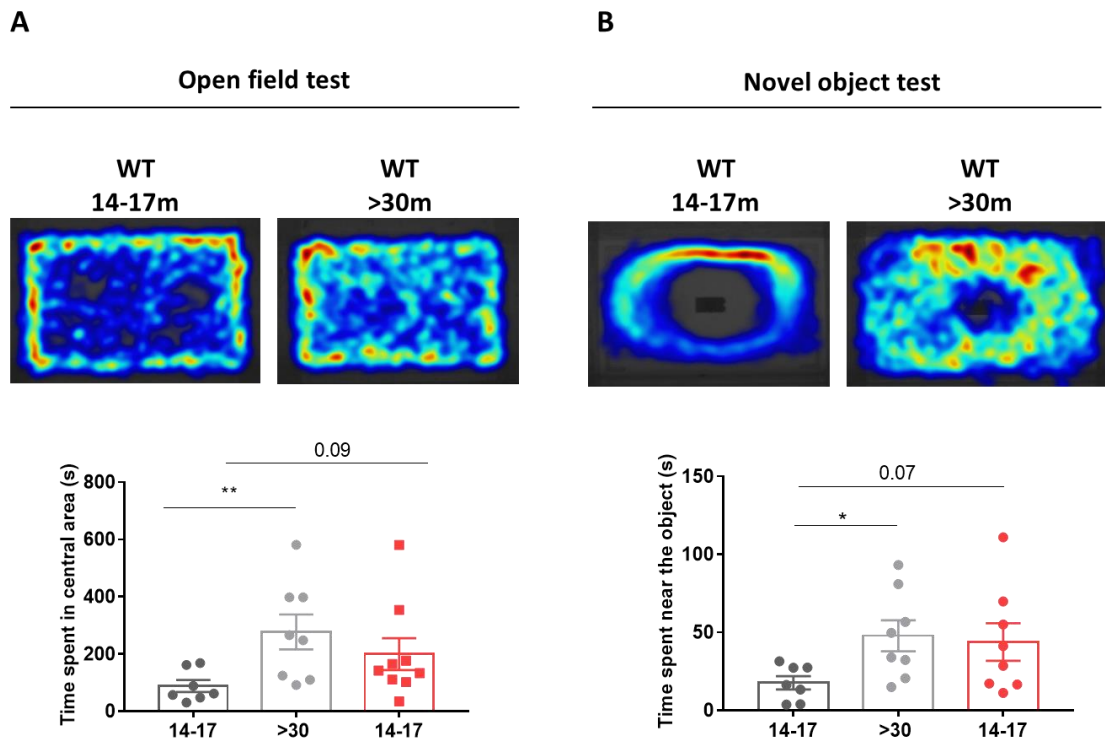 A
Open field test
WT
14-17m
WT
>30m
0.09
**
Time spent in central area (s)
800
600
400
200
0
14-17
>30
14-17
B
Novel object test
WT
14-17m
WT
>30m
0.07
*
Time spent near the object (s)
150
100
50
0
14-17
>30
14-17